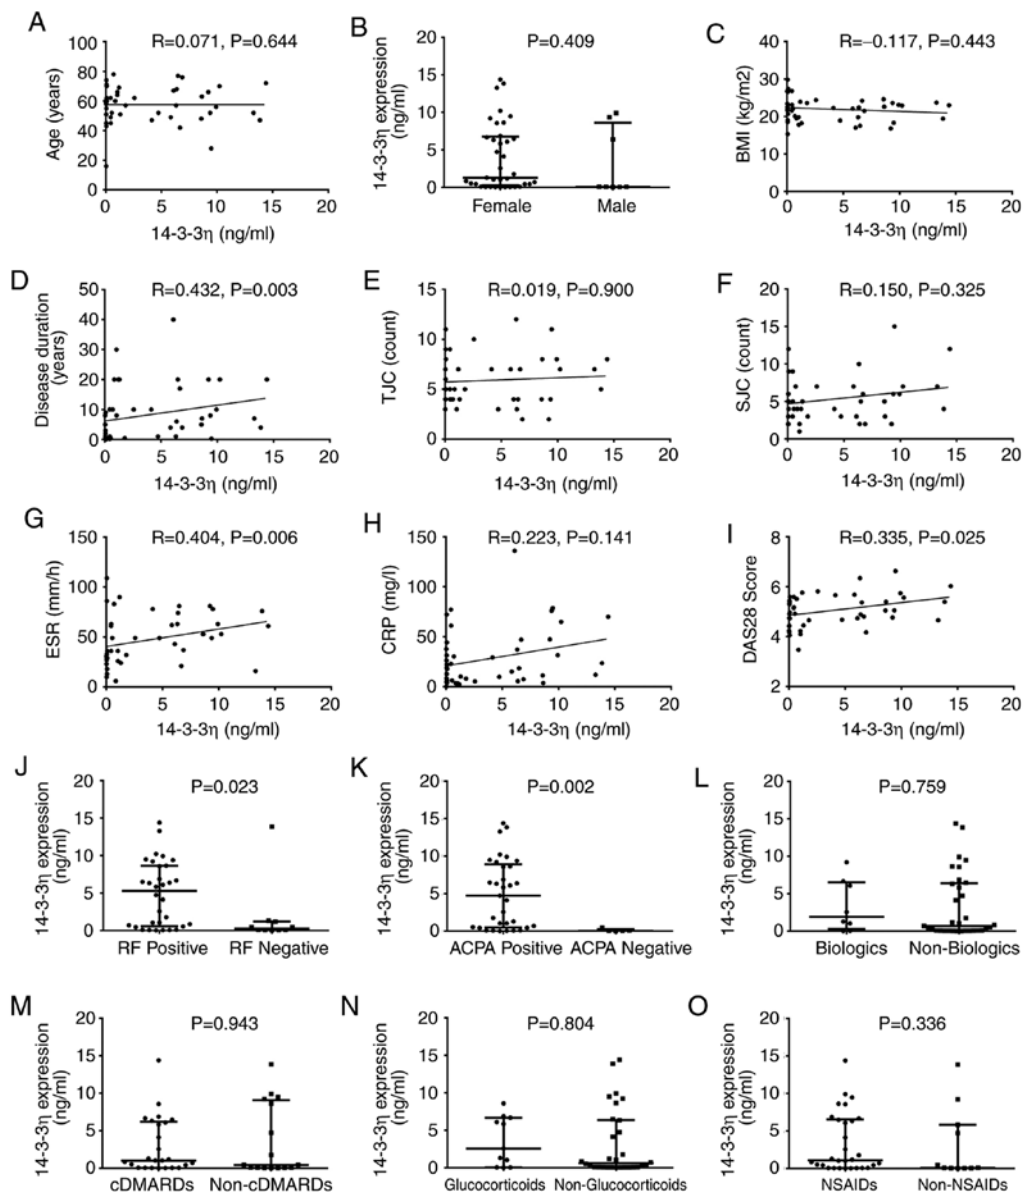 A
R=0.071, P=0.644
Age (years)
100
80
60
40
20
0
0 5 10 15 20
14-3-3η (ng/ml)
B
P=0.409
14-3-3η expression
(ng/ml)
20
15
10
5
0
Female Male
C
R=−0.117, P=0.443
BMI (kg/m2)
40
30
20
10
0
0 5 10 15 20
14-3-3η (ng/ml)
D
R=0.432, P=0.003
Disease duration
(years)
50
40
30
20
10
0
0 5 10 15 20
14-3-3η (ng/ml)
E
R=0.019, P=0.900
TJC (count)
15
10
5
0
0 5 10 15 20
14-3-3η (ng/ml)
F
R=0.150, P=0.325
SJC (count)
20
15
10
5
0
0 5 10 15 20
14-3-3η (ng/ml)
G
R=0.404, P=0.006
ESR (mm/h)
150
100
50
0
0 5 10 15 20
14-3-3η (ng/ml)
H
R=0.223, P=0.141
CRP (mg/l)
150
100
50
0
0 5 10 15 20
14-3-3η (ng/ml)
I
R=0.335, P=0.025
DAS28 Score
8
6
4
2
0 5 10 15 20
14-3-3η (ng/ml)
J
P=0.023
14-3-3η expression
(ng/ml)
20
15
10
5
0
RF Positive RF Negative
K
P=0.002
14-3-3η expression
(ng/ml)
20
15
10
5
0
ACPA Positive ACPA Negative
L
P=0.759
14-3-3η expression
(ng/ml)
20
15
10
5
0
Biologics Non-Biologics
M
P=0.943
14-3-3η expression
(ng/ml)
20
15
10
5
0
cDMARDs Non-cDMARDs
N
P=0.804
14-3-3η expression
(ng/ml)
20
15
10
5
0
Glucocorticoids Non-Glucocorticoids
O
P=0.336
14-3-3η expression
(ng/ml)
20
15
10
5
0
NSAIDs Non-NSAIDs